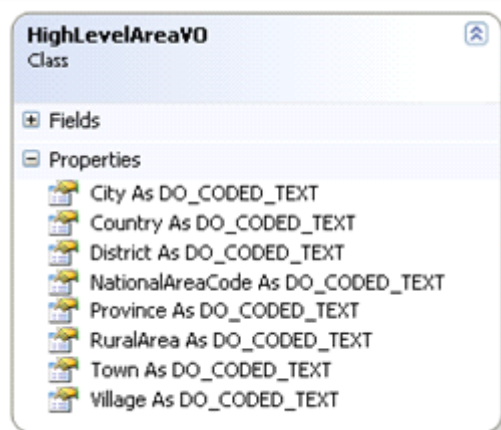 HighLevelAreaVO
Class
Fields
Properties
City As DO_CODED_TEXT
Country As DO_CODED_TEXT
District As DO_CODED_TEXT
NationalAreaCode As DO_CODED_TEXT
Province As DO_CODED_TEXT
RuralArea As DO_CODED_TEXT
Town As DO_CODED_TEXT
Village As DO_CODED_TEXT